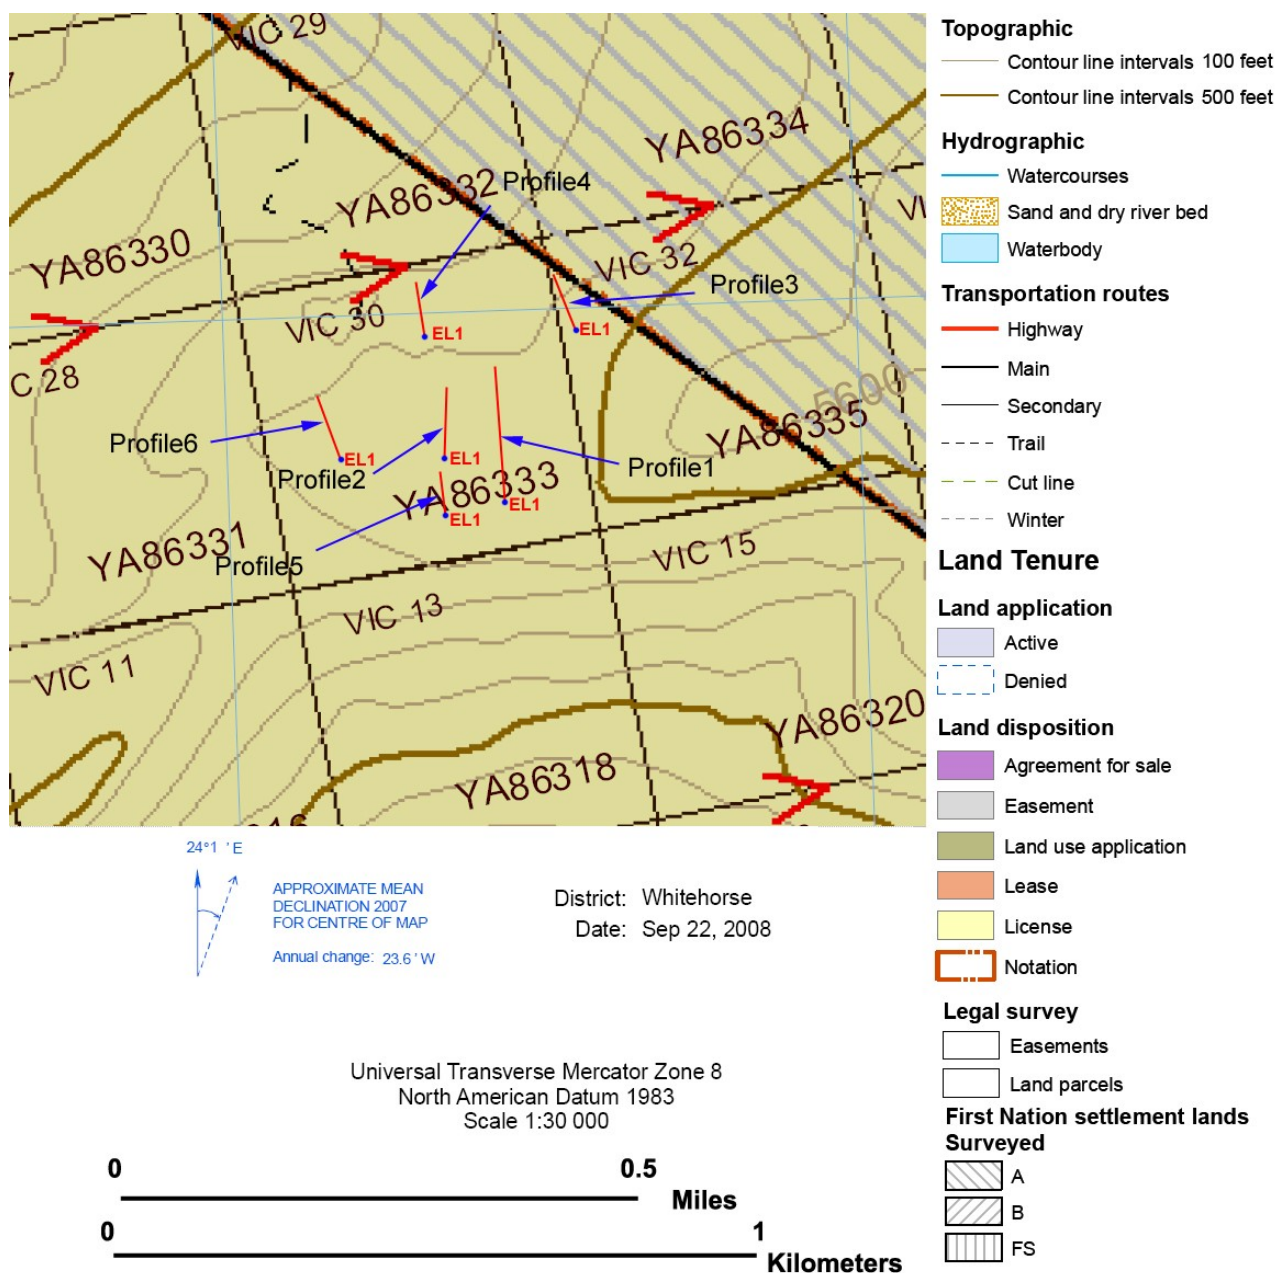 VIC 29
YA86334
YA86332
Profile4
VIC 32
YA86330
Profile3
VIC 30
EL1
EL1
C 28
5600
YA86335
Profile6
EL1
Profile2
EL1
Profile1
YA86333
EL1
EL1
YA86331
Profile5
VIC 15
VIC 13
VIC 11
YA86320
YA86318
24°1 ' E
APPROXIMATE MEAN
DECLINATION 2007
FOR CENTRE OF MAP
Annual change: 23.6 ' W
District: Whitehorse
Date: Sep 22, 2008
Universal Transverse Mercator Zone 8
North American Datum 1983
Scale 1:30 000
0 0.5
Miles
0 1
Kilometers
Topographic
Contour line intervals 100 feet
Contour line intervals 500 feet
Hydrographic
Watercourses
Sand and dry river bed
Waterbody
Transportation routes
Highway
Main
Secondary
Trail
Cut line
Winter
Land Tenure
Land application
Active
Denied
Land disposition
Agreement for sale
Easement
Land use application
Lease
License
Notation
Legal survey
Easements
Land parcels
First Nation settlement lands
Surveyed
A
B
FS